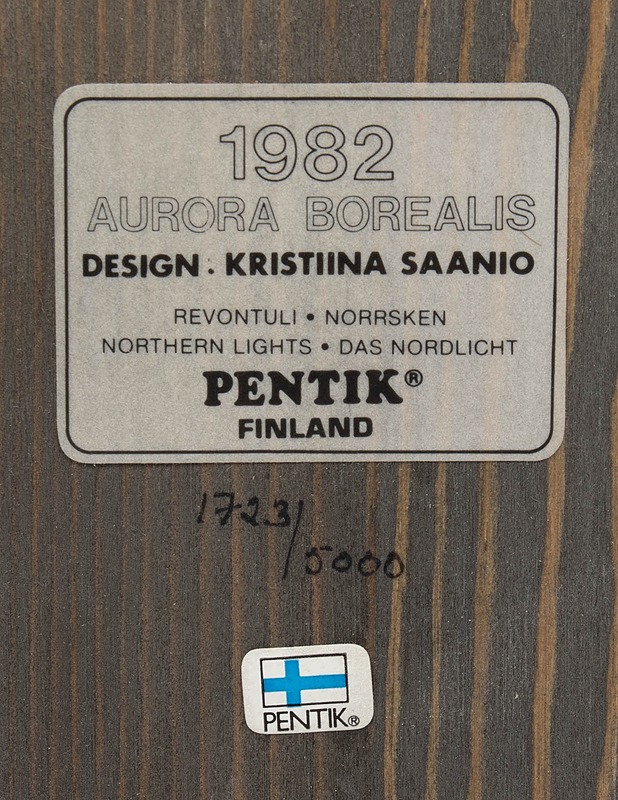 1982
AURORA BOREALIS
DESIGN. KRISTIINA SAANIO
REVONTULI • NORRSKEN
NORTHERN LIGHTS • DAS NORDLICHT
PENTIK®
FINLAND
1723/
5000
PENTIK®